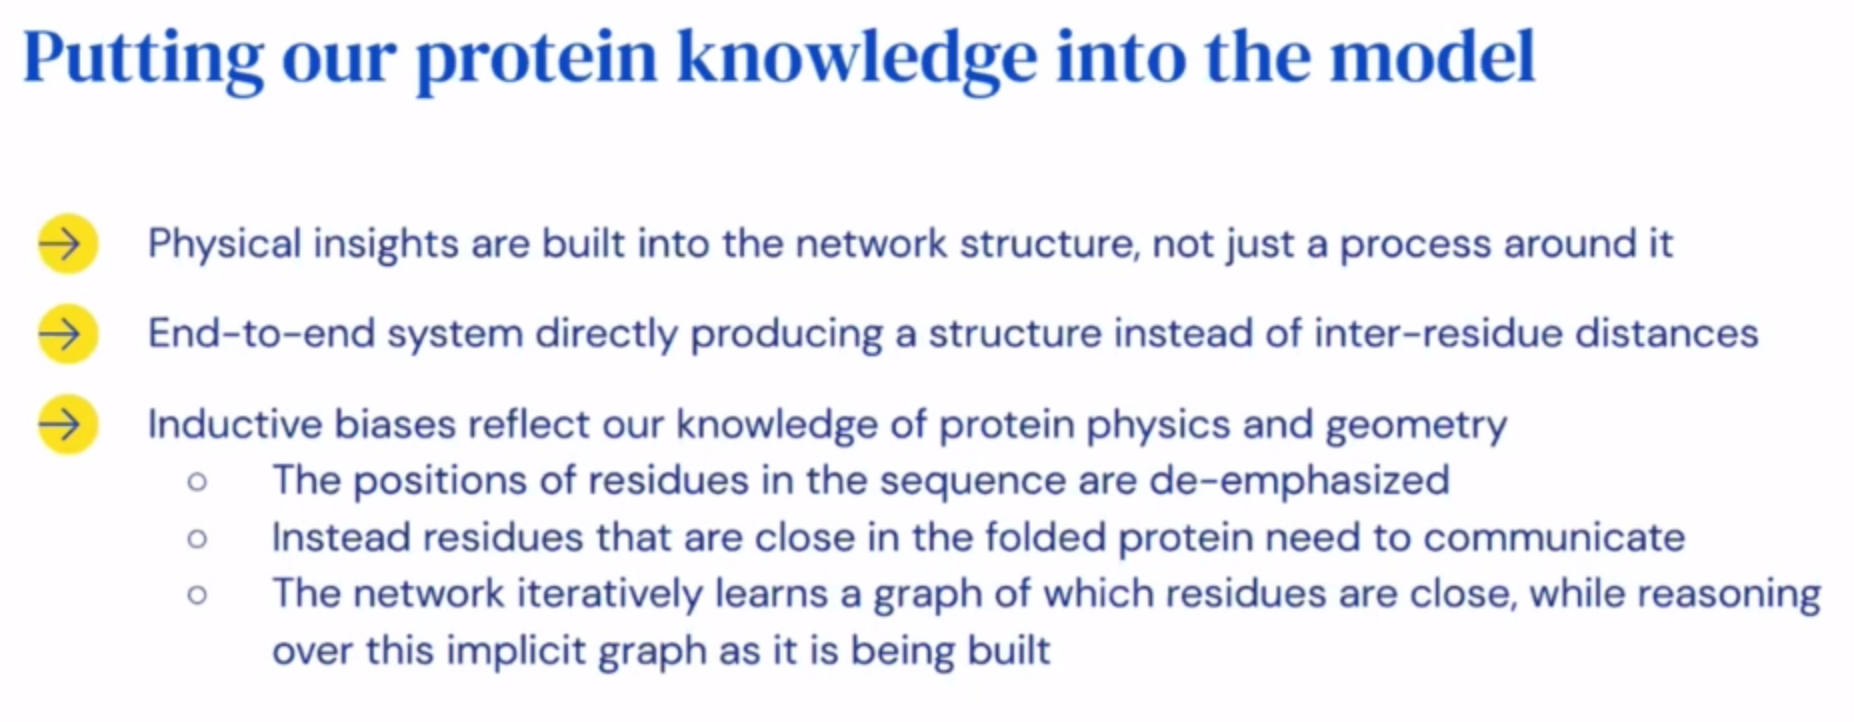 Putting our protein knowledge into the model
Physical insights are built into the network structure, not just a process around it
End-to-end system directly producing a structure instead of inter-residue distances
Inductive biases reflect our knowledge of protein physics and geometry
The positions of residues in the sequence are de-emphasized
Instead residues that are close in the folded protein need to communicate
The network iteratively learns a graph of which residues are close, while reasoning
over this implicit graph as it is being built